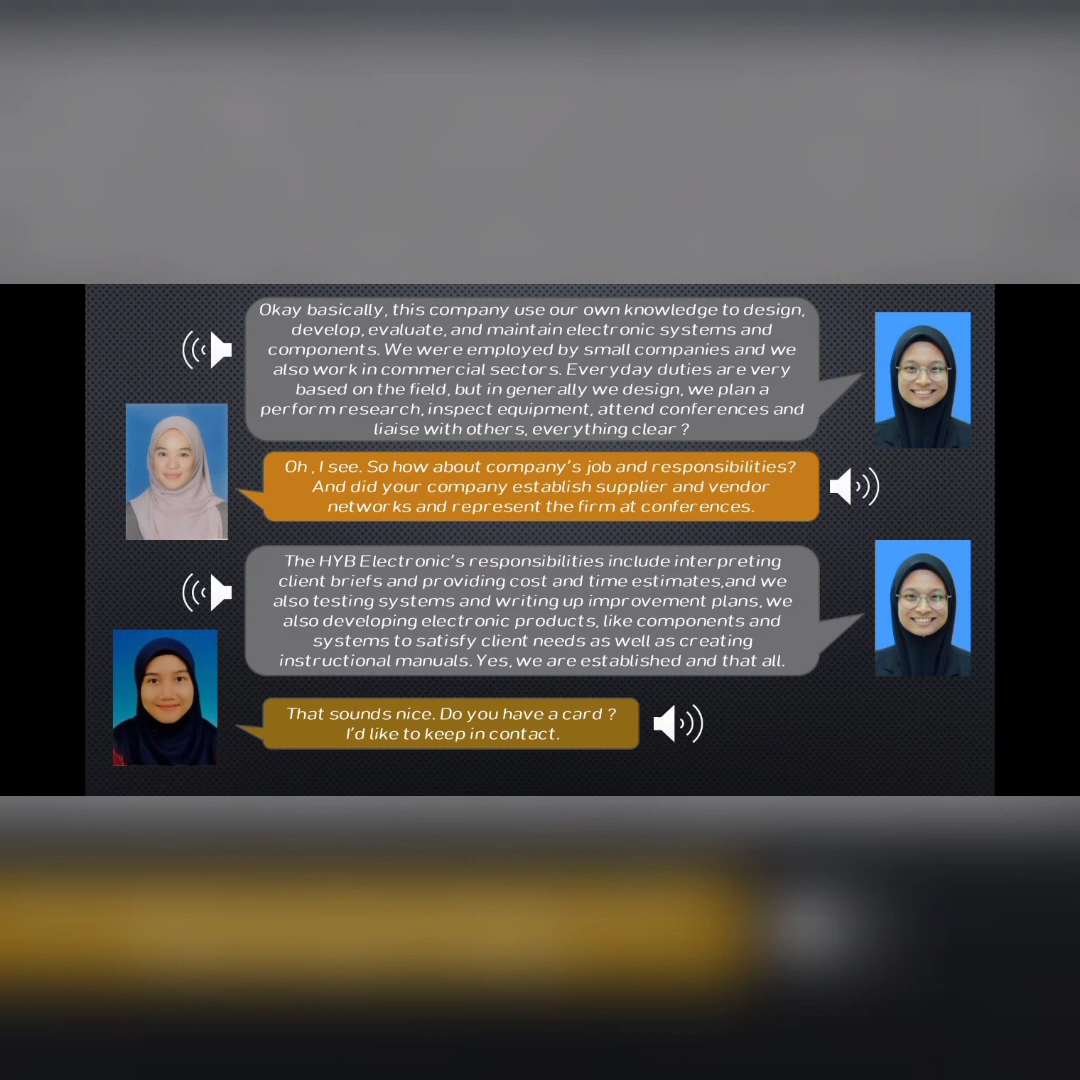 Okay basically, this company use our own knowledge to design,
develop, evaluate, and maintain electronic systems and
components. We were employed by small companies and we
also work in commercial sectors. Everyday duties are very
based on the field, but in generally we design, we plan a
perform research, inspect equipment, attend conferences and
liaise with others, everything clear ?
Oh , I see. So how about company's job and responsibilities?
And did your company establish supplier and vendor
networks and represent the firm at conferences.
The HYB Electronic's responsibilities include interpreting
client briefs and providing cost and time estimates,and we
also testing systems and writing up improvement plans, we
also developing electronic products, like components and
systems to satisfy client needs as well as creating
instructional manuals. Yes, we are established and that all.
That sounds nice. Do you have a card ?
I'd like to keep in contact.